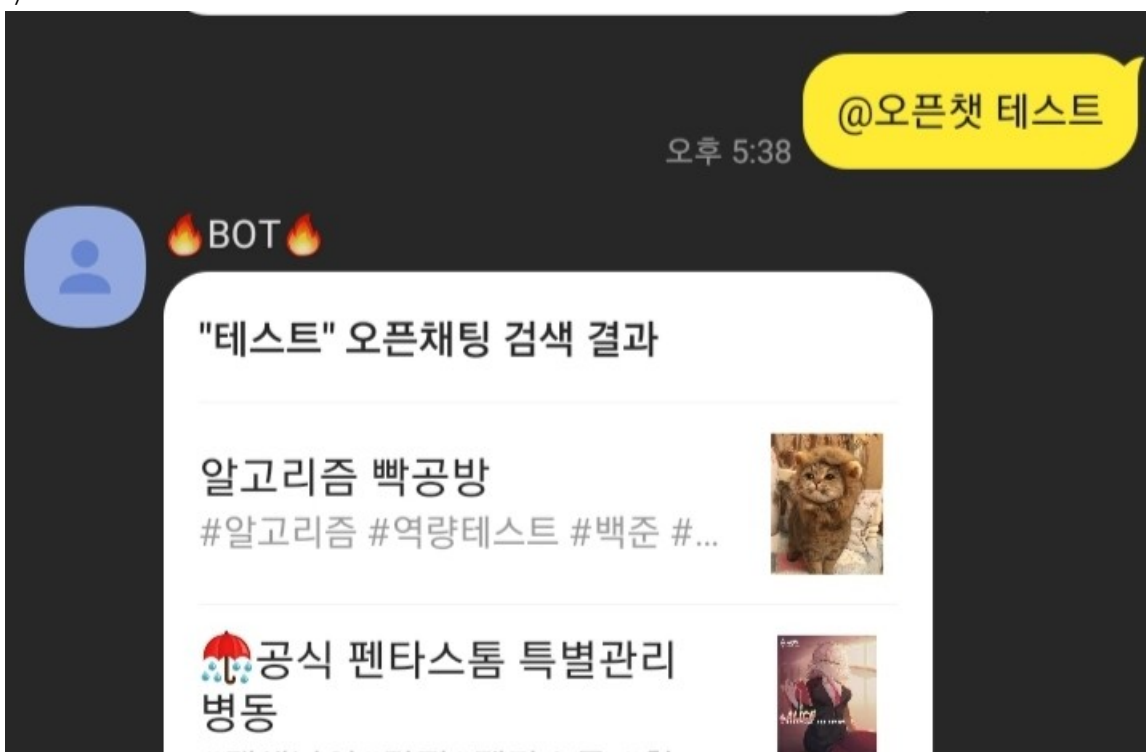 @오픈챗 테스트
오후 5:38
🔥BOT🔥
"테스트" 오픈채팅 검색 결과
알고리즘 빡공방
#알고리즘 #역량테스트 #백준 #...
☔공식 펜타스톰 특별관리
병동